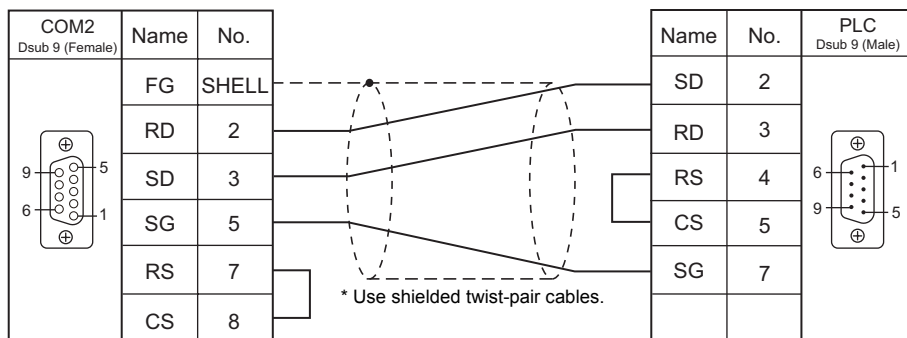 COM2
Dsub 9 (Female)
Name No.
FG SHELL
RD 2
SD 3
SG 5
RS 7
CS 8
9
5
6
1
* Use shielded twist-pair cables.
Name No.
SD 2
RD 3
RS 4
CS 5
SG 7
PLC
Dsub 9 (Male)
6
1
9
5